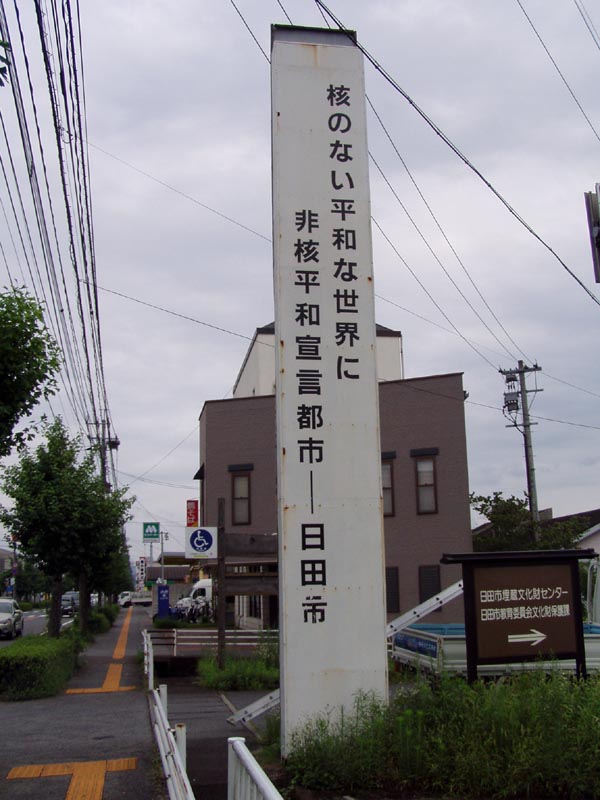 核のない平和な世界に
非核平和宣言都市―日田市
日田市埋蔵文化財センター
日田市教育委員会文化財保護課